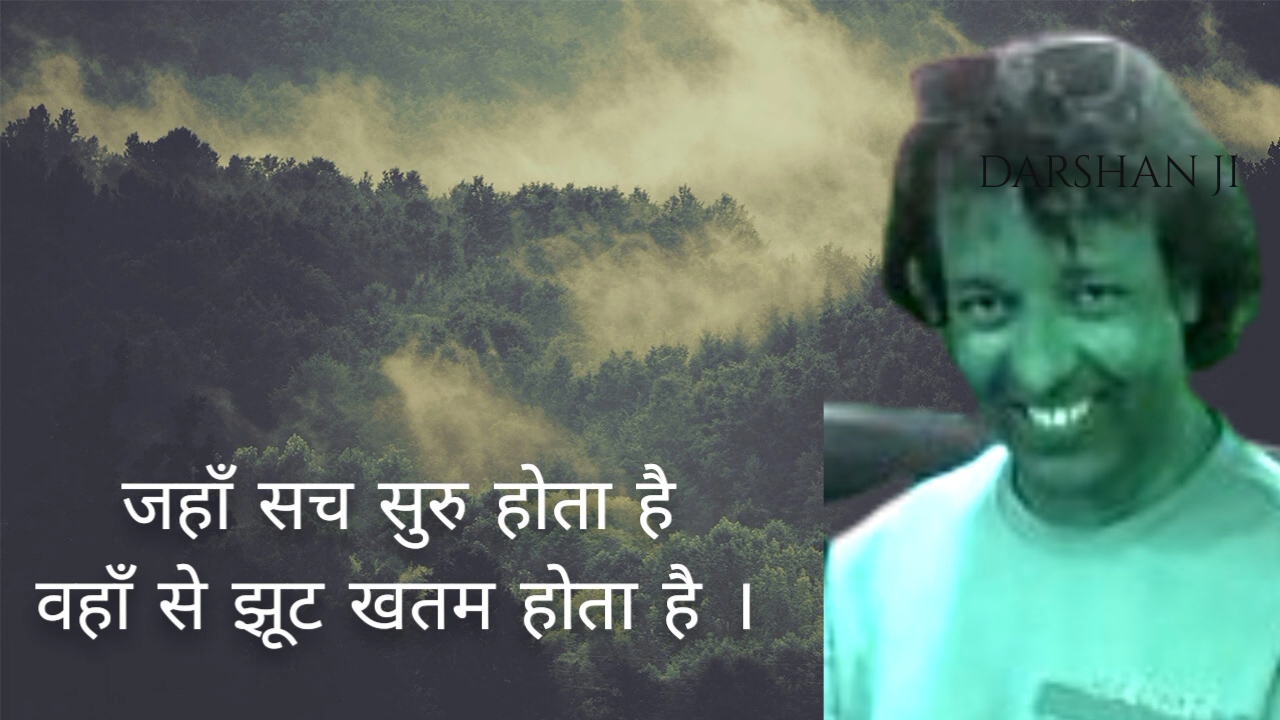 DARSHAN JI
जहाँ सच सुरु होता है
वहाँ से झूट खतम होता है ।